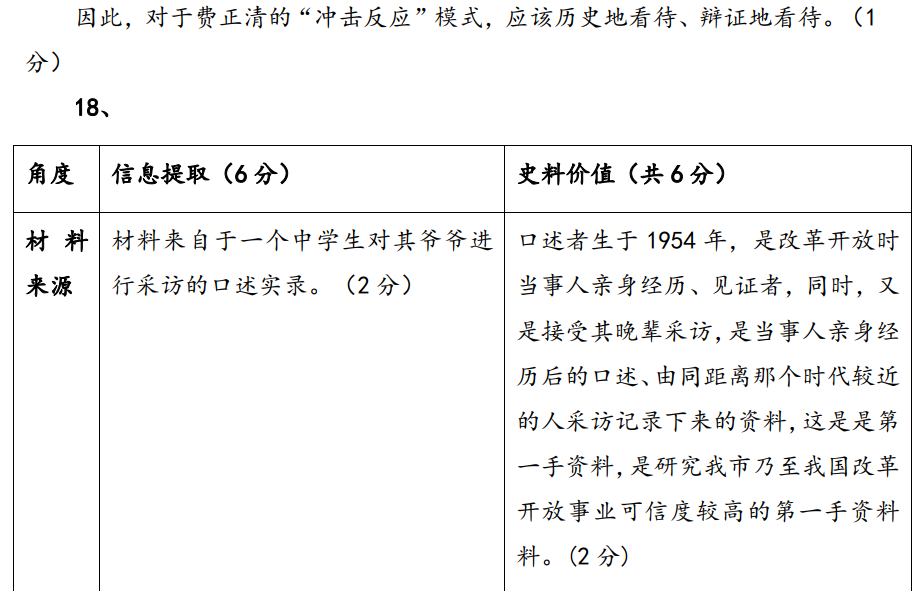 因此，对于费正清的“冲击反应”模式，应该历史地看待、辩证地看待。（1
分）
18、
角度 信息提取（6分） 史料价值（共6分）
材 料
来源
材料来自于一个中学生对其爷爷进
行采访的口述实录。（2分）
口述者生于1954年，是改革开放时
当事人亲身经历、见证者，同时，又
是接受其晚辈采访，是当事人亲身经
历后的口述、由同距离那个时代较近
的人采访记录下来的资料，这是是第
一手资料，是研究我市乃至我国改革
开放事业可信度较高的第一手资料
料。(2分)